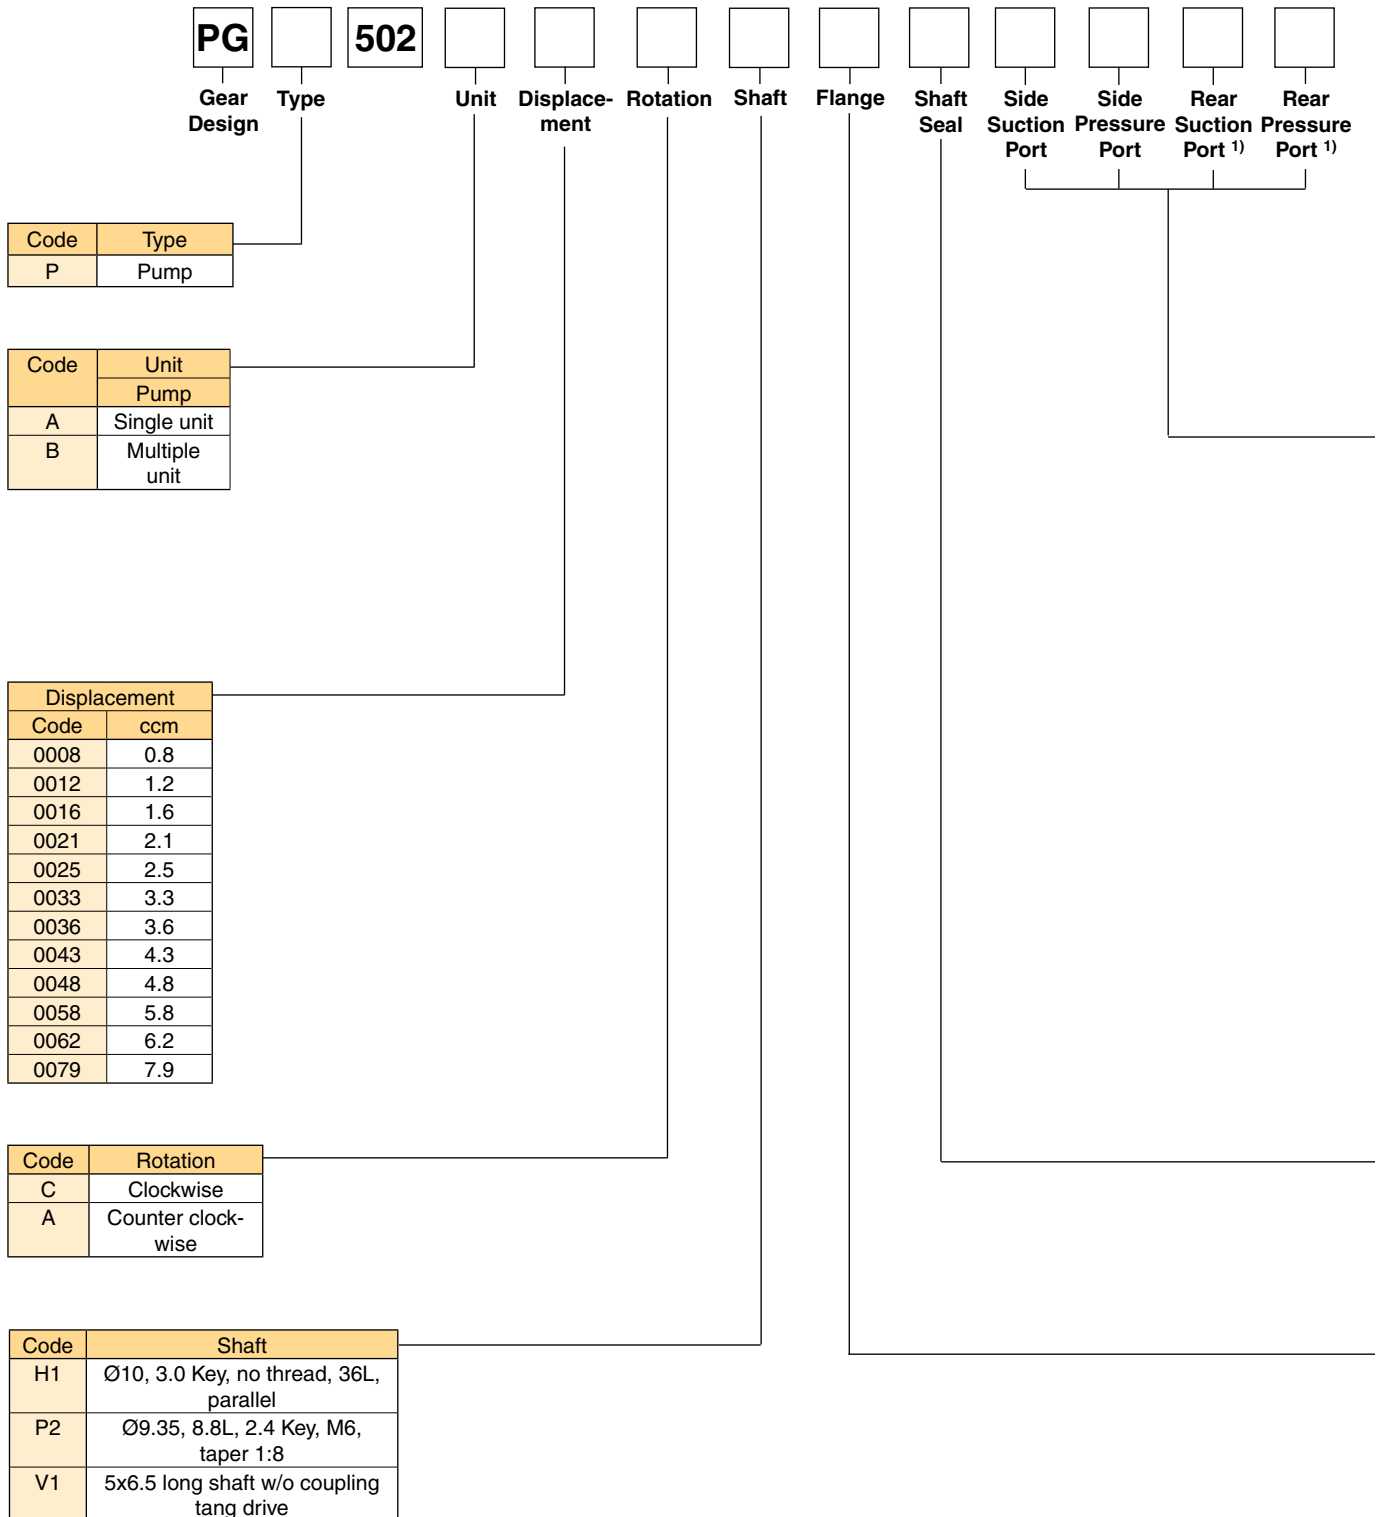 PG 502
Gear Type Unit Displace- Rotation Shaft Flange Shaft Side Side Rear Rear
Design ment Seal Suction Pressure Suction Pressure
Port Port Port 1) Port 1)
Code Type
P Pump
Code Unit
Pump
A Single unit
B Multiple
unit
Displacement
Code ccm
0008 0.8
0012 1.2
0016 1.6
0021 2.1
0025 2.5
0033 3.3
0036 3.6
0043 4.3
0048 4.8
0058 5.8
0062 6.2
0079 7.9
Code Rotation
C Clockwise
A Counter clock-
wise
Code Shaft
H1 Ø10, 3.0 Key, no thread, 36L,
parallel
P2 Ø9.35, 8.8L, 2.4 Key, M6,
taper 1:8
V1 5x6.5 long shaft w/o coupling
tang drive